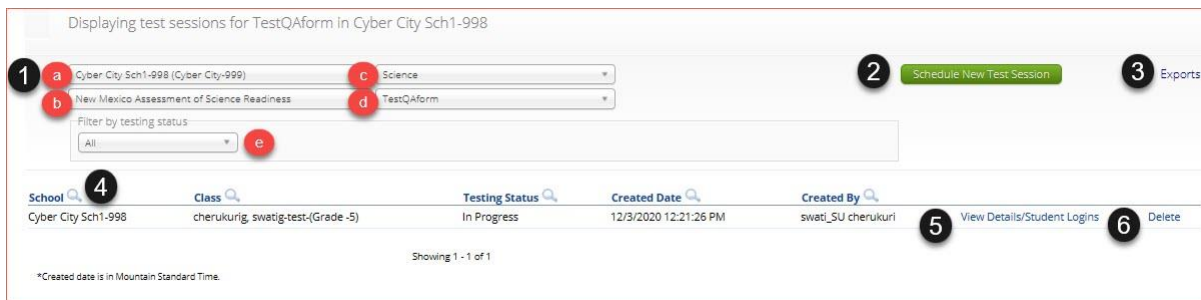 Displaying test sessions for TestQAform in Cyber City Sch1-998
1 a Cyber City Sch1-998 (Cyber City-999) c Science 2 Schedule New Test Session 3 Exports
b New Mexico Assessment of Science Readiness d TestQAform
Filter by testing status
All e
School 4 Class Testing Status Created Date Created By
Cyber City Sch1-998 cherukurig, swatig-test-(Grade -5) In Progress 12/3/2020 12:21:26 PM swati_SU cherukuri 5 View Details/Student Logins 6 Delete
Showing 1 - 1 of 1
*Created date is in Mountain Standard Time.